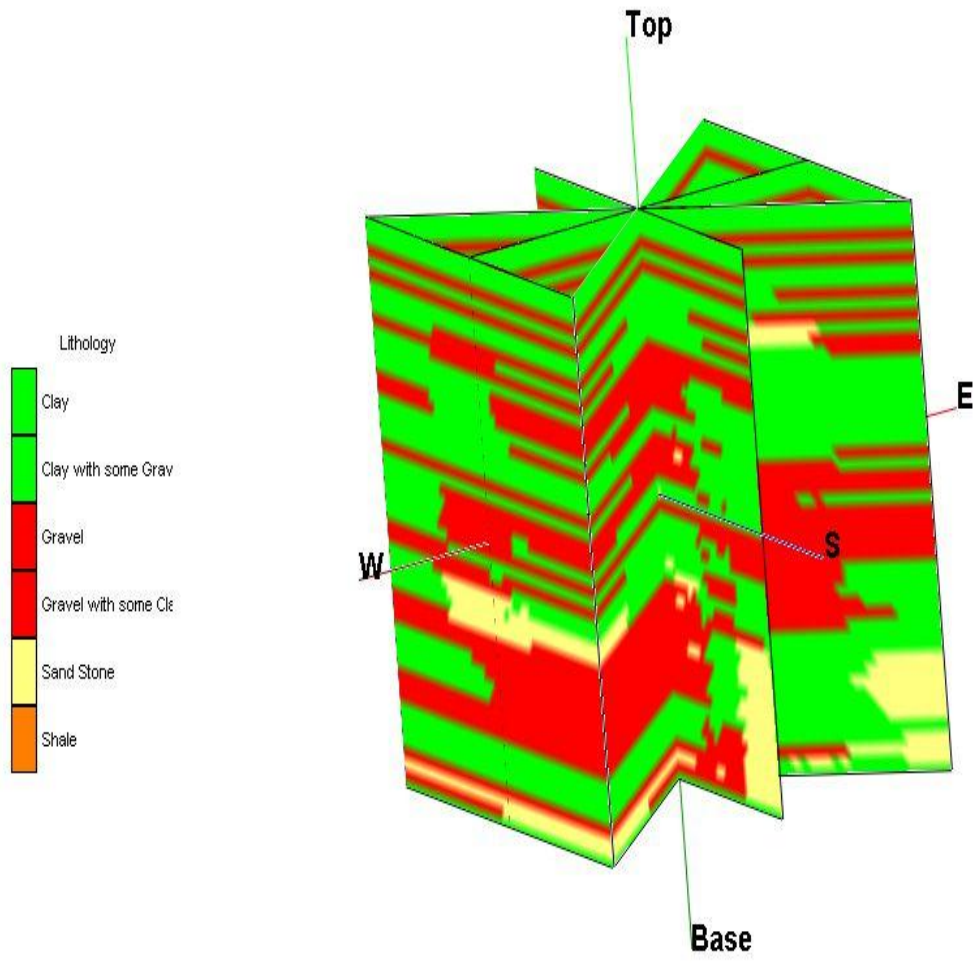 Top
Lithology
Clay
Clay with some Grav
Gravel
Gravel with some Cla
Sand Stone
Shale
E
S
W
Base